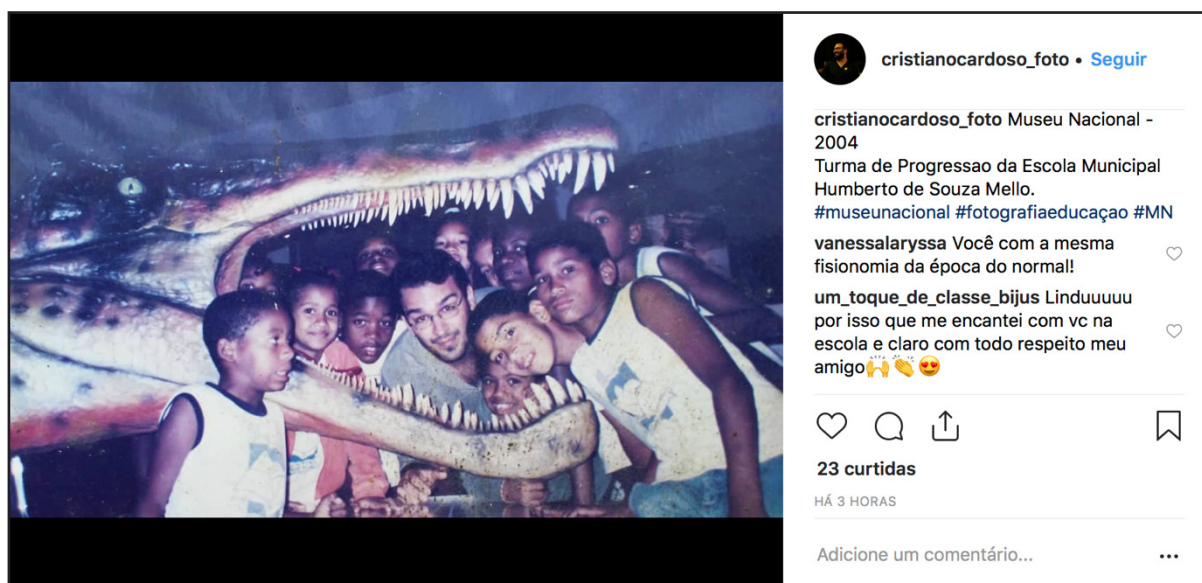 cristianocardoso_foto • Seguir
cristianocardoso_foto Museu Nacional -
2004
Turma de Progressao da Escola Municipal
Humberto de Souza Mello.
#museunacional #fotografiaeducaçao #MN
vanessalaryssa Você com a mesma
fisionomia da época do normal!
um_toque_de_classe_bijus Linduuuuu
por isso que me encantei com vc na
escola e claro com todo respeito meu
amigo🙌👏😍
23 curtidas
HÁ 3 HORAS
Adicione um comentário...